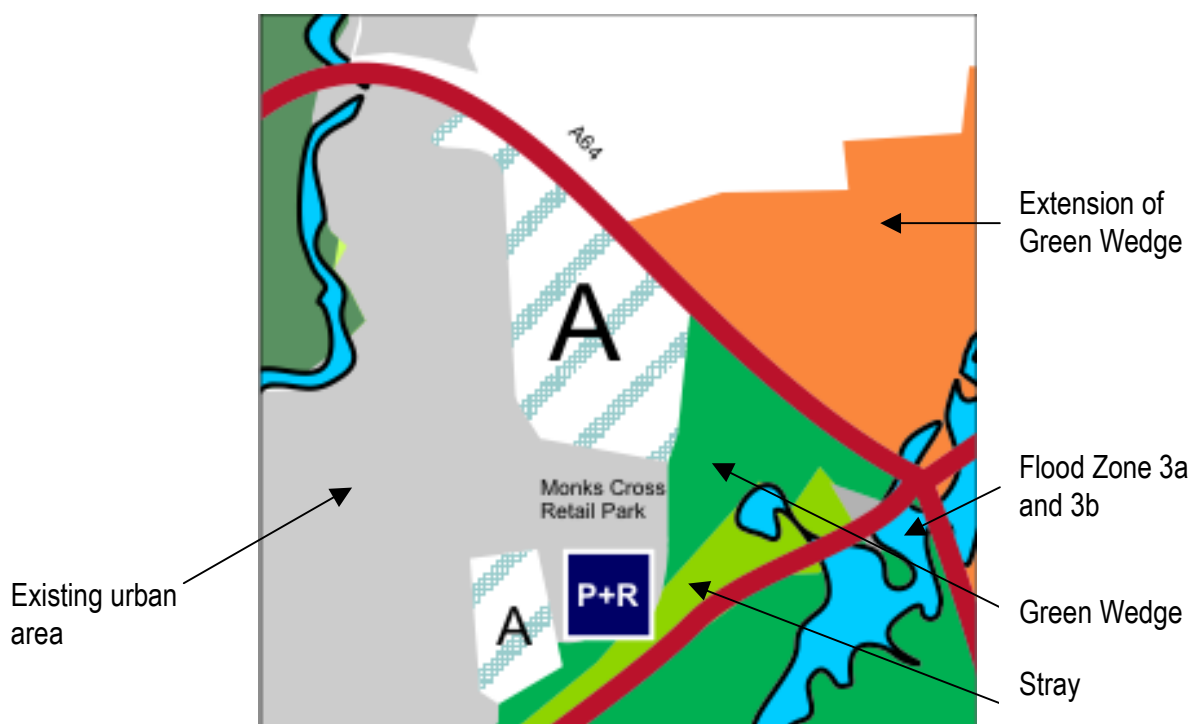 A64
Extension of
Green Wedge
A
Monks Cross
Retail Park
Flood Zone 3a
and 3b
Existing urban
area
P+R
A
Green Wedge
Stray